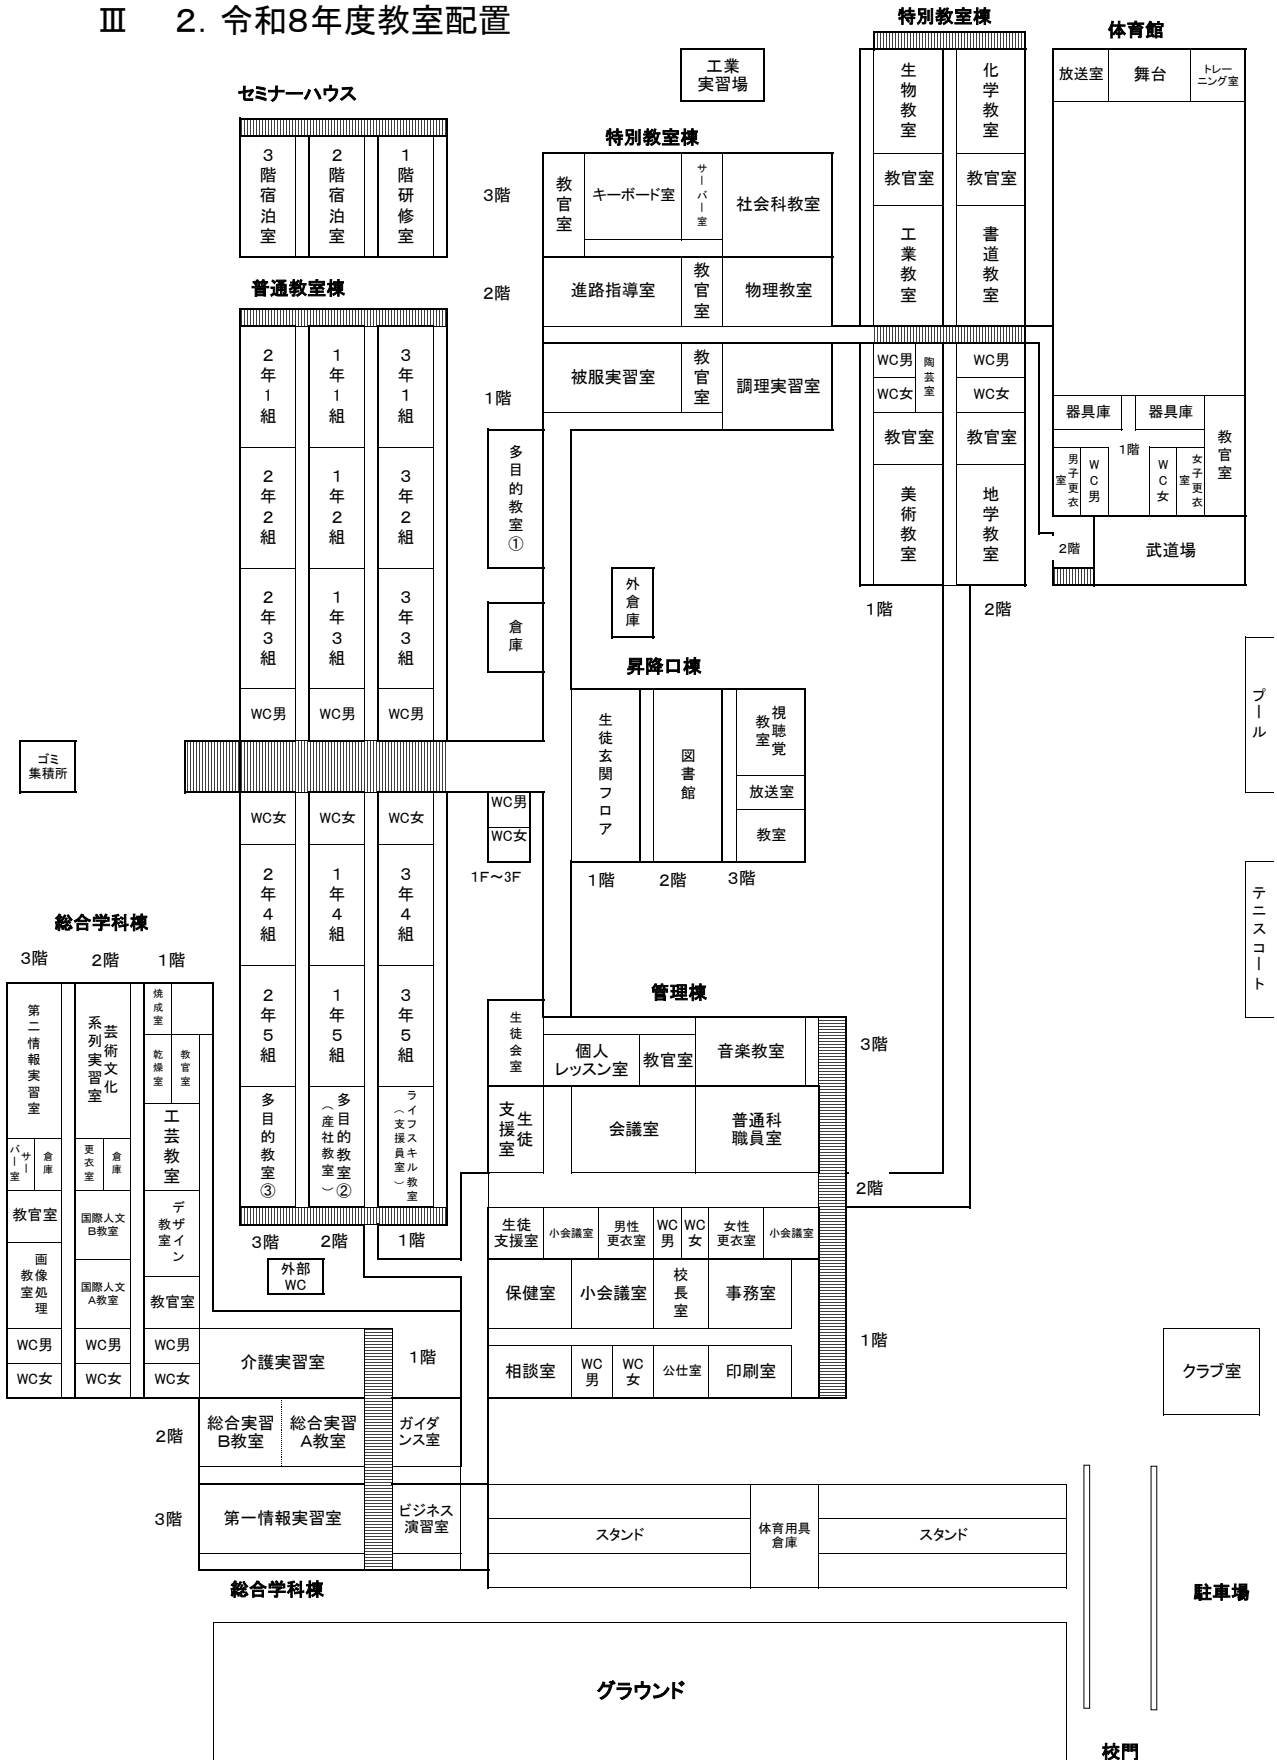 Ⅲ　2．令和8年度教室配置
特別教室棟
体育館
工業
実習場
生物教室
化学教室
放送室
舞台
トレー
ニング室
教官室
教官室
工業教室
書道教室
セミナーハウス
3階宿泊室
2階宿泊室
1階研修室
特別教室棟
3階
教官室
キーボード室
サーバー室
社会科教室
2階
進路指導室
教官室
物理教室
1階
被服実習室
教官室
調理実習室
WC男
陶芸室
WC男
WC女
WC女
教官室
教官室
美術教室
地学教室
1階
2階
器具庫
器具庫
1階
教官室
男子更衣室
WC男
WC女
女子更衣室
2階
武道場
普通教室棟
2年1組
1年1組
3年1組
2年2組
1年2組
3年2組
2年3組
1年3組
3年3組
WC男
WC男
WC男
多目的教室①
倉庫
外倉庫
ゴミ
集積所
WC女
WC女
WC女
2年4組
1年4組
3年4組
2年5組
1年5組
3年5組
多目的教室③
多目的教室②
（産社教室）
ライフスキル教室
（支援員室）
3階
2階
1階
外部
WC
WC男
WC女
1F～3F
昇降口棟
生徒玄関フロア
図書館
視聴覚
教室
放送室
教室
1階
2階
3階
プール
テニスコート
総合学科棟
3階
2階
1階
第二情報実習室
芸術文化
系列実習室
焼成室
乾燥室
教官室
工芸教室
サー
バー室
倉庫
更衣室
倉庫
教官室
国際人文
B教室
デザイン
教室
画像処理
教室
国際人文
A教室
教官室
WC男
WC男
WC男
WC女
WC女
WC女
介護実習室
1階
2階
総合実習
B教室
総合実習
A教室
ガイダ
ンス室
3階
第一情報実習室
ビジネス
演習室
総合学科棟
管理棟
生徒会室
個人
レッスン室
教官室
音楽教室
3階
生徒
支援室
会議室
普通科
職員室
2階
生徒
支援室
小会議室
男性
更衣室
WC
男
WC
女
女性
更衣室
小会議室
保健室
小会議室
校長室
事務室
1階
相談室
WC
男
WC
女
公仕室
印刷室
クラブ室
スタンド
体育用具
倉庫
スタンド
駐車場
グラウンド
校門